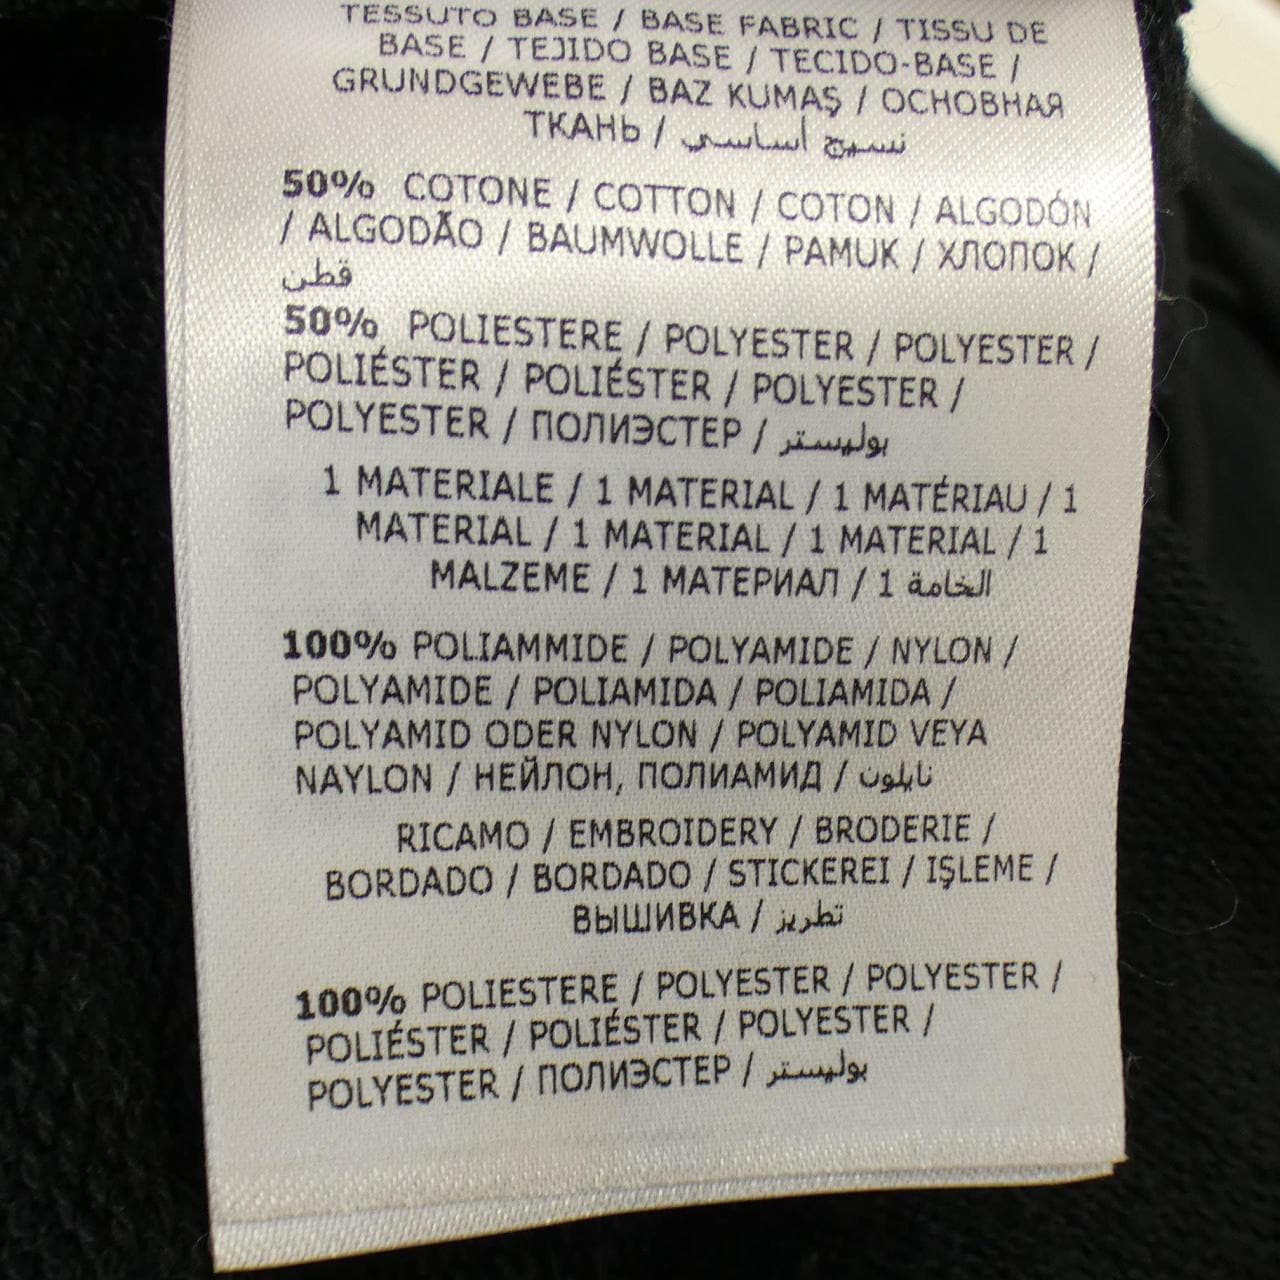 TESSUTO BASE / BASE FABRIC / TISSU DE
BASE / TEJIDO BASE / TECIDO-BASE /
GRUNDGEWEBE / BAZ KUMAŞ / ОСНОВНАЯ
ТКАНЬ / نسيج أساسي
50% COTONE / COTTON / COTON / ALGODÓN
/ ALGODÃO / BAUMWOLLE / PAMUK / ХЛОПОК /
قطن
50% POLIESTERE / POLYESTER / POLYESTER /
POLIÉSTER / POLIÉSTER / POLYESTER /
POLYESTER / ПОЛИЭСТЕР / بوليستر
1 MATERIALE / 1 MATERIAL / 1 MATÉRIAU / 1
MATERIAL / 1 MATERIAL / 1 MATERIAL / 1
MALZEME / 1 МАТЕРИАЛ / 1 الخامة
100% POLIAMMIDE / POLYAMIDE / NYLON /
POLYAMIDE / POLIAMIDA / POLIAMIDA /
POLYAMID ODER NYLON / POLYAMID VEYA
NAYLON / НЕЙЛОН, ПОЛИАМИД / نايلون
RICAMO / EMBROIDERY / BRODERIE /
BORDADO / BORDADO / STICKEREI / IŞLEME /
ВЫШИВКА / تطريز
100% POLIESTERE / POLYESTER / POLYESTER /
POLIÉSTER / POLIÉSTER / POLYESTER /
POLYESTER / ПОЛИЭСТЕР / بوليستر